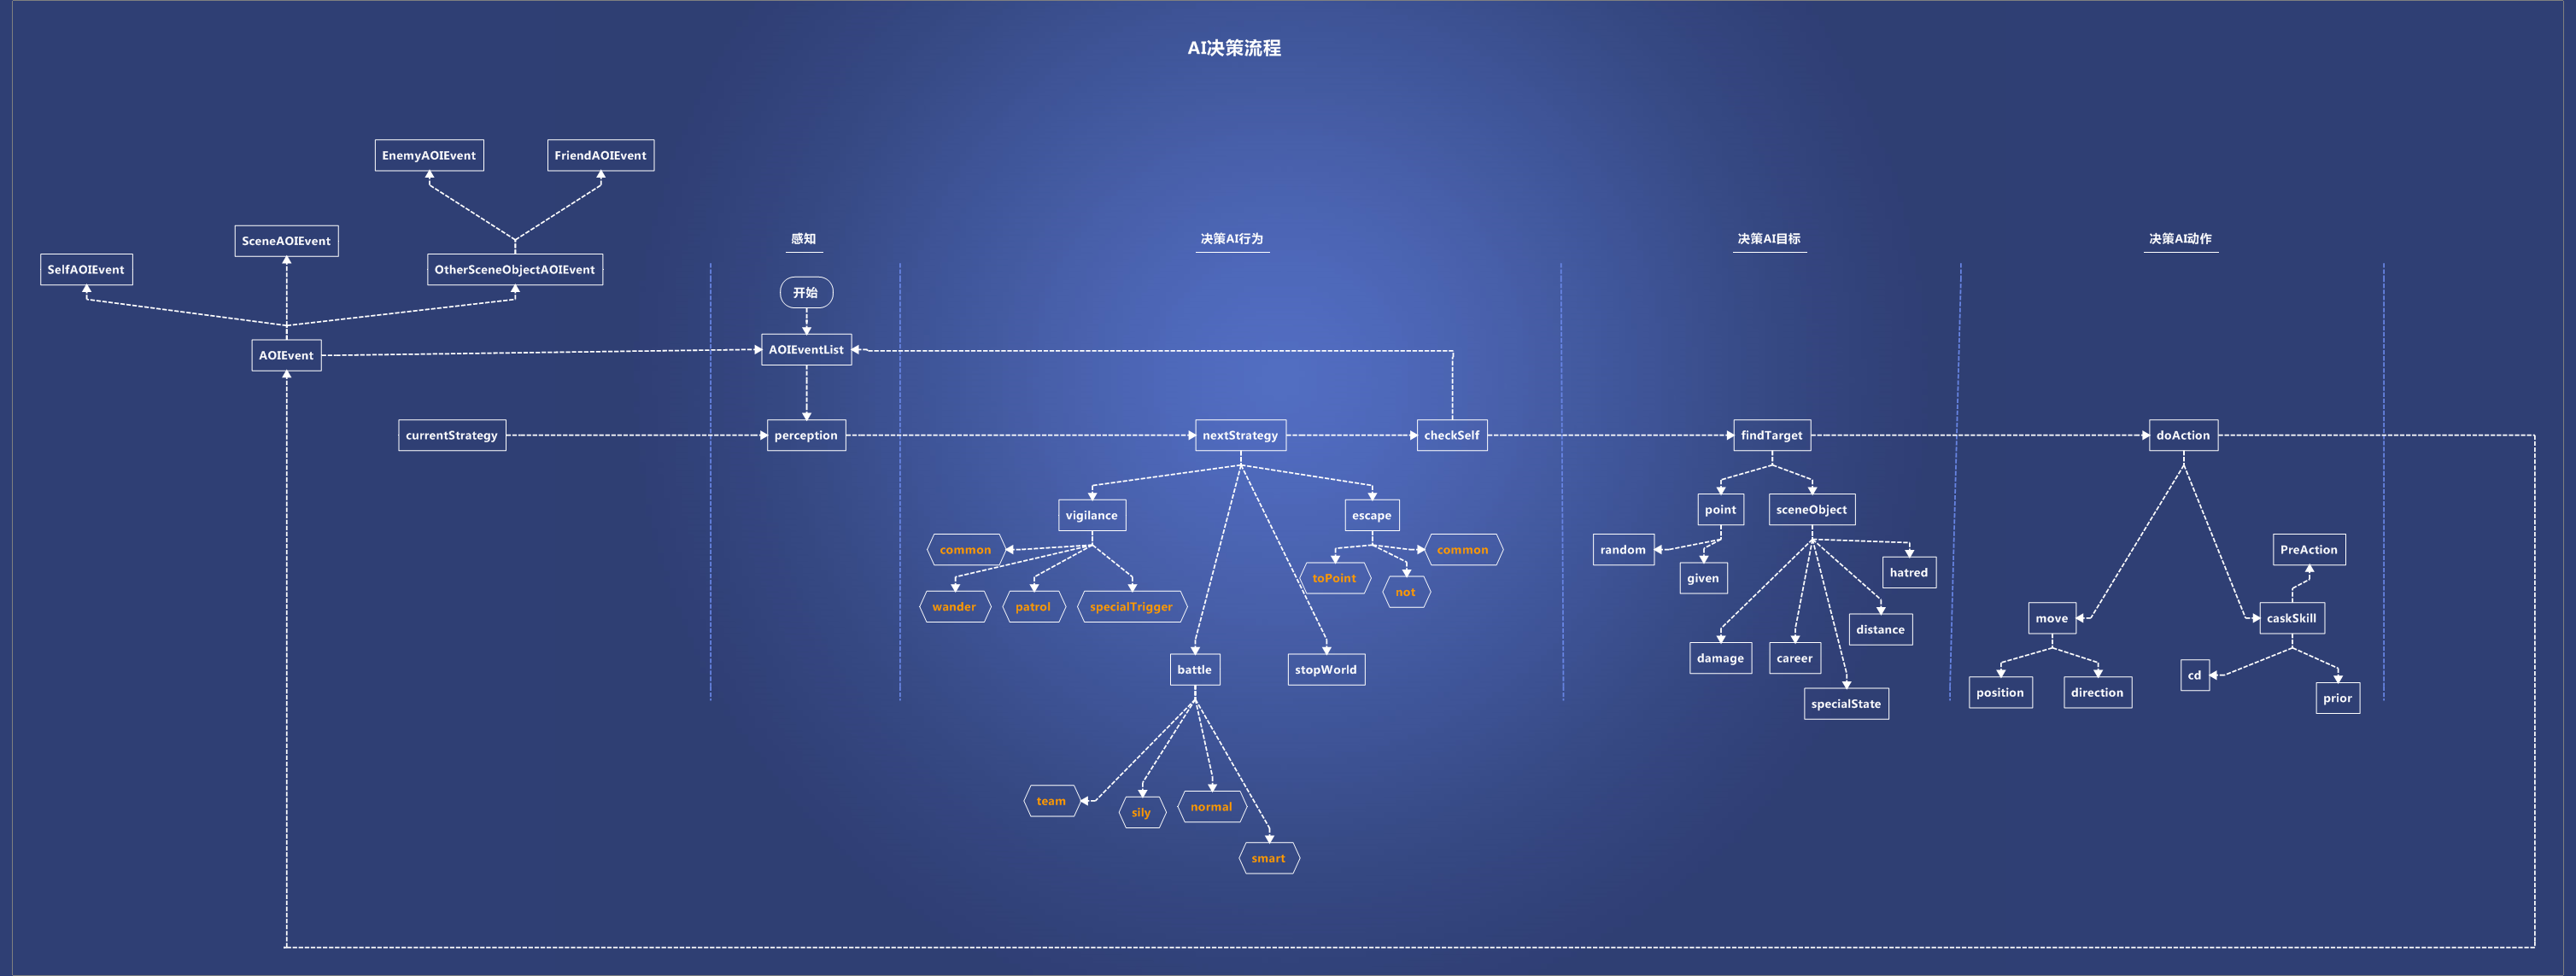 AI决策流程
EnemyAOIEvent
FriendAOIEvent
SelfAOIEvent
SceneAOIEvent
OtherSceneObjectAOIEvent
AOIEvent
currentStrategy
感知
开始
AOIEventList
perception
决策AI行为
nextStrategy
checkSelf
vigilance
escape
common
wander
patrol
specialTrigger
toPoint
not
common
battle
stopWorld
team
sily
normal
smart
决策AI目标
findTarget
point
sceneObject
random
given
hatred
distance
damage
career
specialState
决策AI动作
doAction
PreAction
move
caskSkill
position
direction
cd
prior